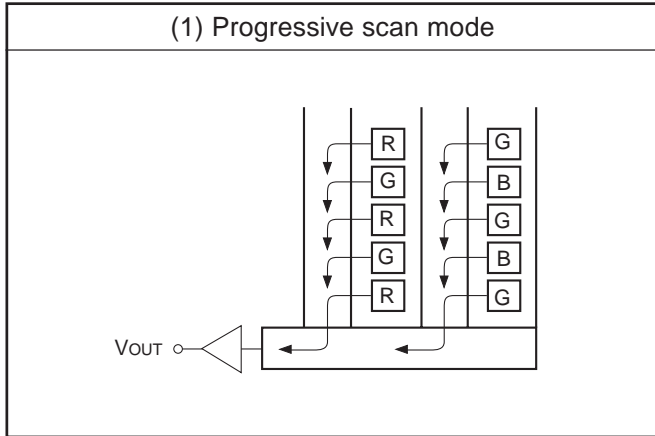 (1) Progressive scan mode
R G
G B
R G
G B
R G
VOUT